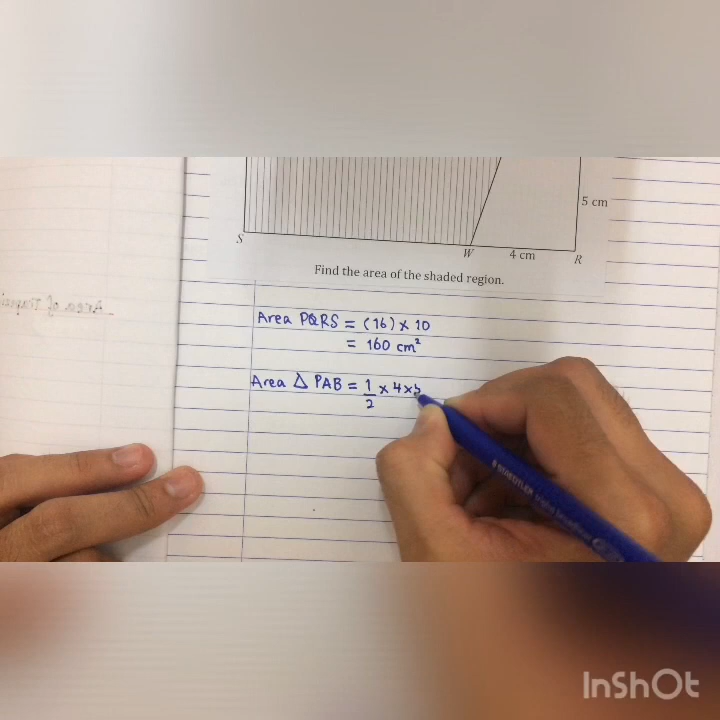 5 cm
S
W
4 cm
R
Find the area of the shaded region.
Area PQRS = (16) × 10
= 160 cm²
Area Δ PAB = 1/2 × 4 ×
STAEDTLER
InShOt